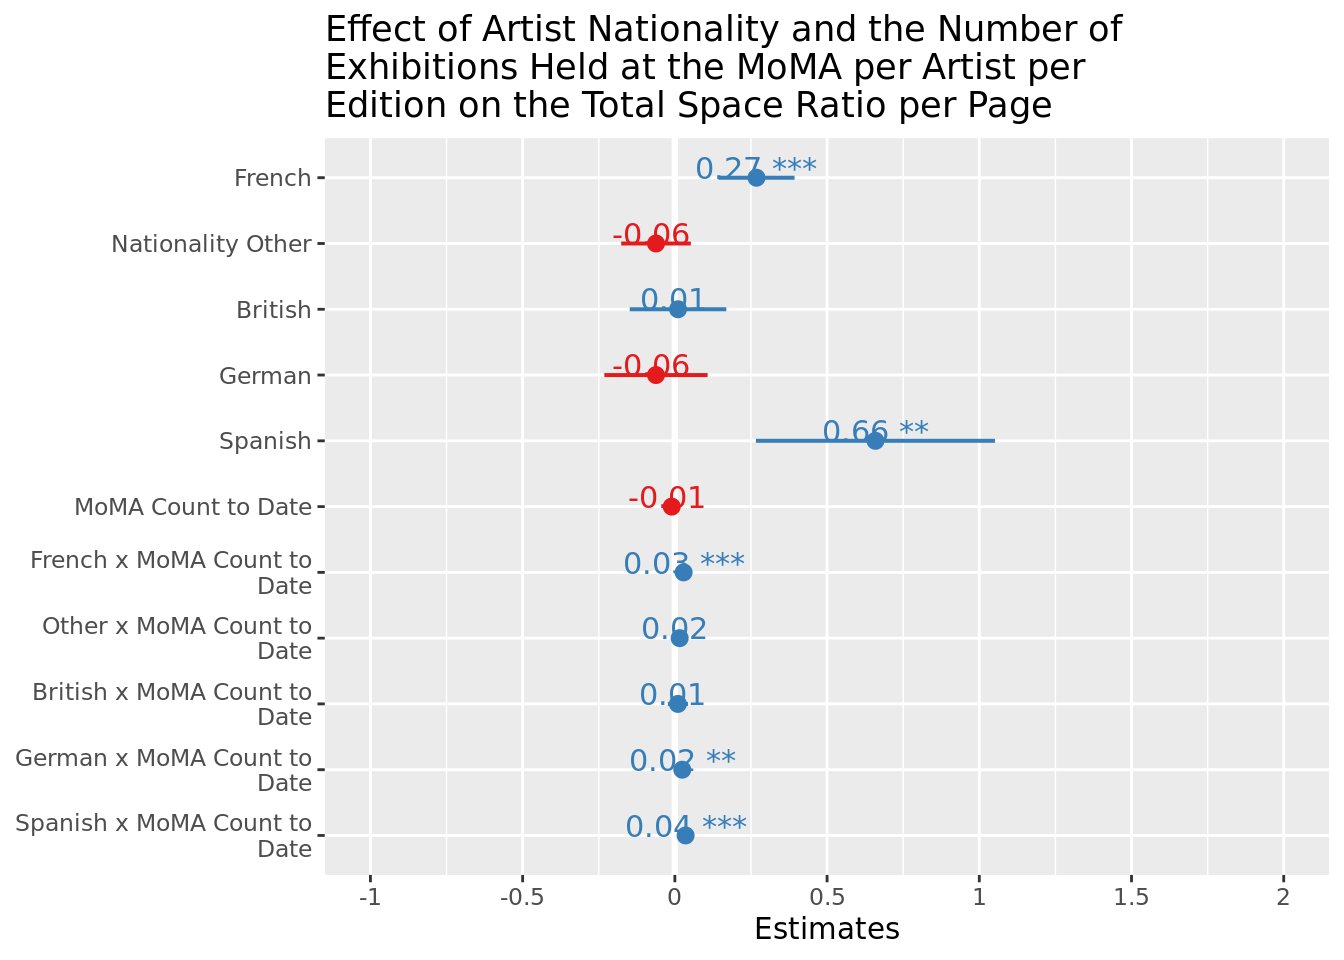 Effect of Artist Nationality and the Number of
Exhibitions Held at the MoMA per Artist per
Edition on the Total Space Ratio per Page
French
0.27 ***
Nationality Other
-0.06
British
0.01
German
-0.06
Spanish
0.66 **
MoMA Count to Date
-0.01
French x MoMA Count to
Date
0.03 ***
Other x MoMA Count to
Date
0.02
British x MoMA Count to
Date
0.01
German x MoMA Count to
Date
0.02 **
Spanish x MoMA Count to
Date
0.04 ***
-1 -0.5 0 0.5 1 1.5 2
Estimates